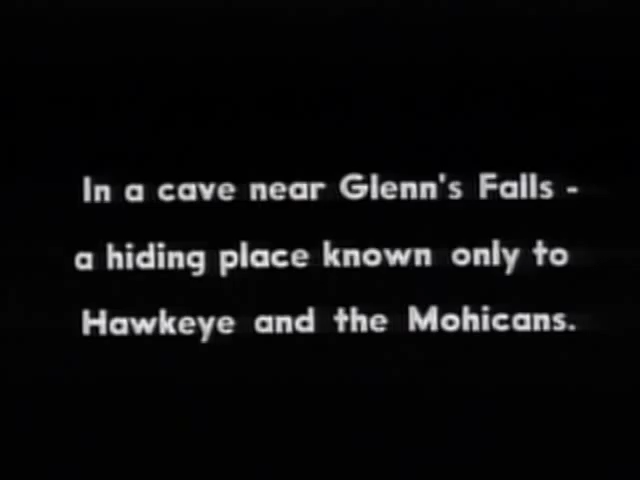 In a cave near Glenn's Falls -
a hiding place known only to
Hawkeye and the Mohicans.